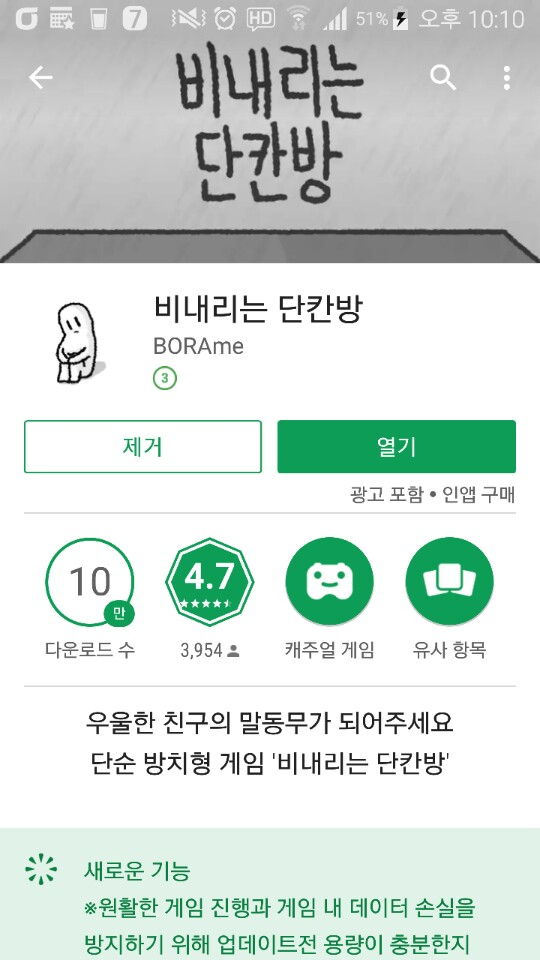 7 HD 51% 오후 10:10
비내리는
단칸방
비내리는 단칸방
BORAme
3
제거 열기
광고 포함 • 인앱 구매
10 만 4.7
다운로드 수 3,954 캐주얼 게임 유사 항목
우울한 친구의 말동무가 되어주세요
단순 방치형 게임 '비내리는 단칸방'
새로운 기능
※원활한 게임 진행과 게임 내 데이터 손실을
방지하기 위해 업데이트전 용량이 충분한지